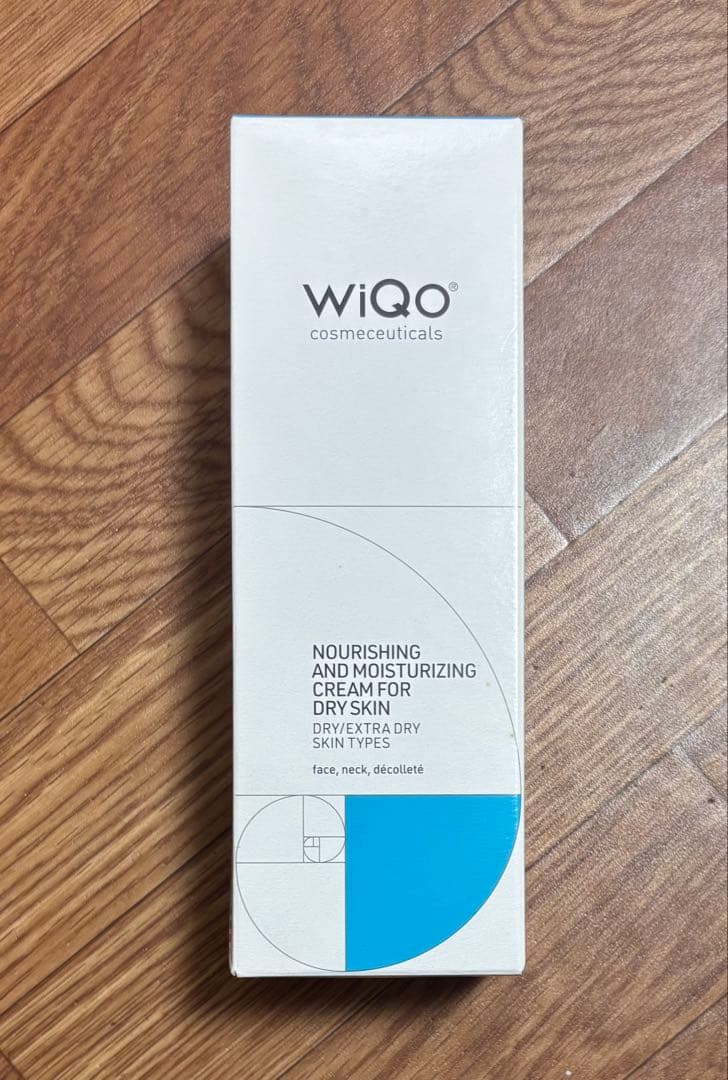 WiQo®
cosmeceuticals
NOURISHING
AND MOISTURIZING
CREAM FOR
DRY SKIN
DRY/EXTRA DRY
SKIN TYPES
face, neck, décolleté